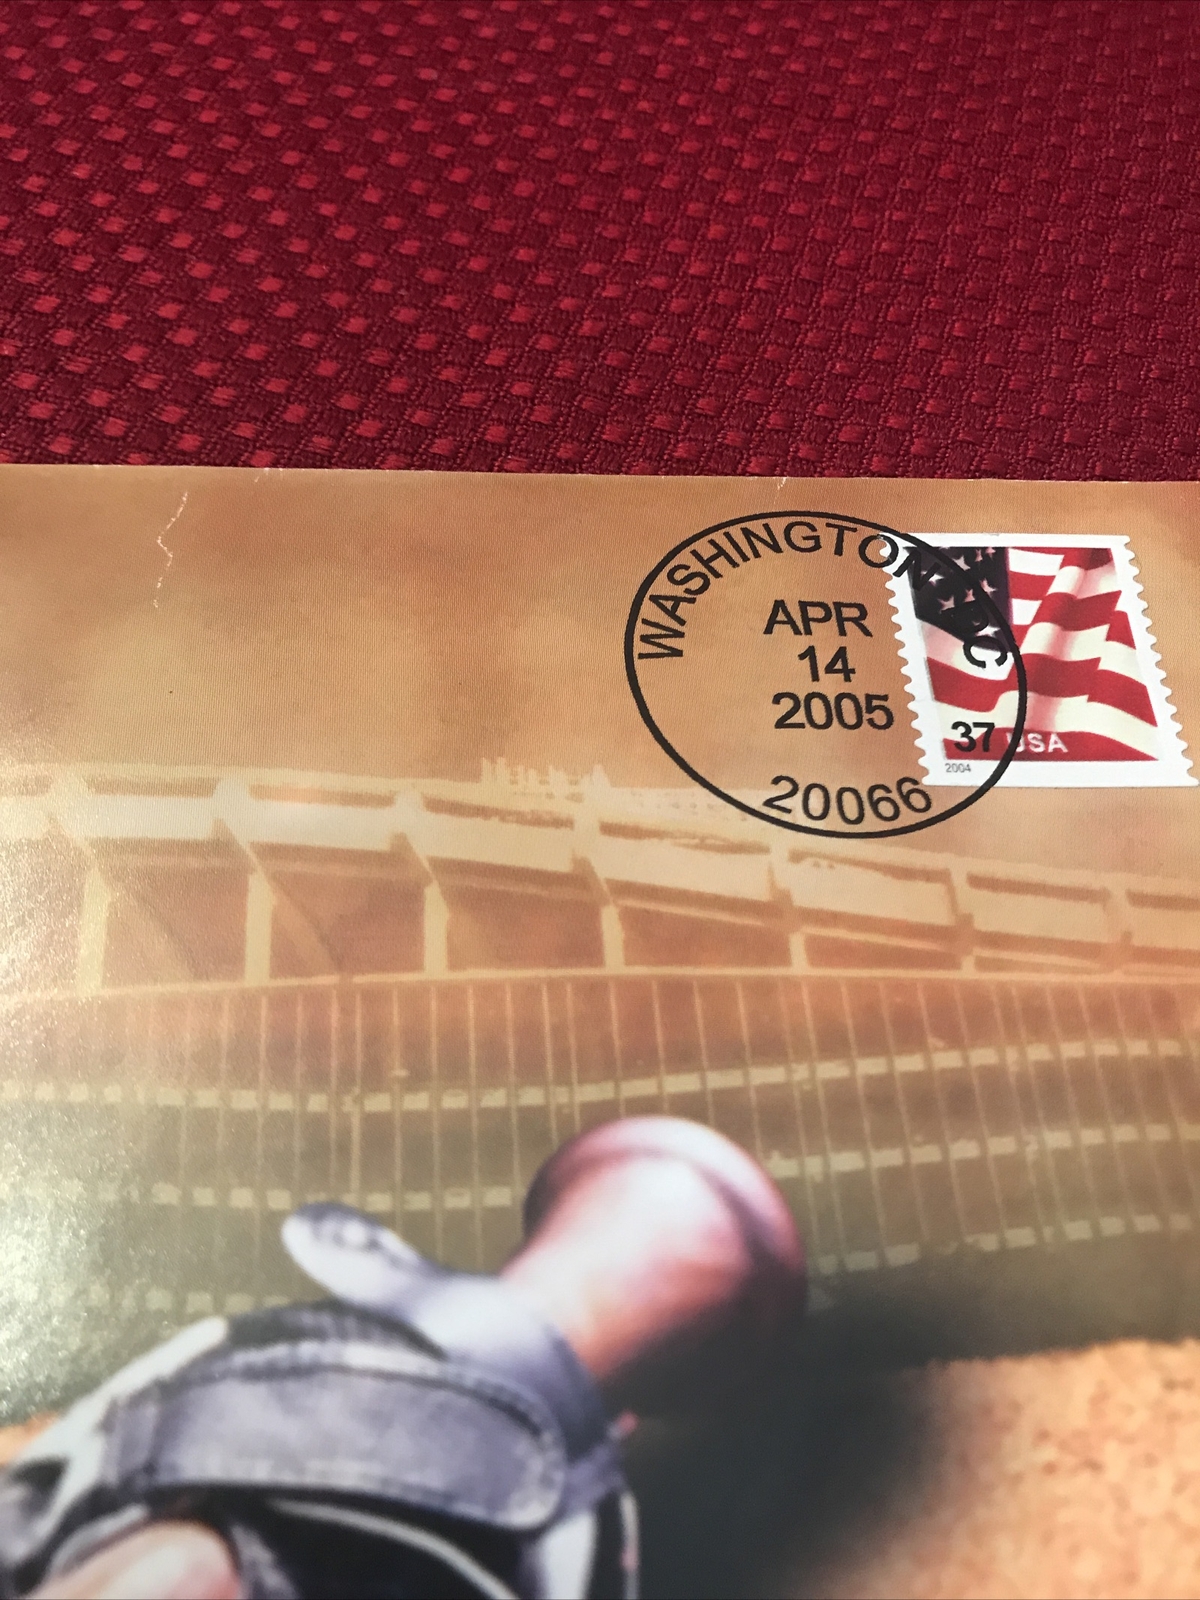 WASHINGTON, DC
APR
14
2005
20066
37 USA
2004